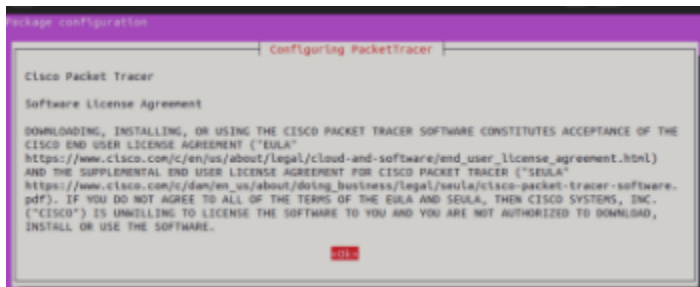 Package configuration
Configuring PacketTracer
Cisco Packet Tracer
Software License Agreement
DOWNLOADING, INSTALLING, OR USING THE CISCO PACKET TRACER SOFTWARE CONSTITUTES ACCEPTANCE OF THE
CISCO END USER LICENSE AGREEMENT ("EULA"
https://www.cisco.com/c/en/us/about/legal/cloud-and-software/end_user_license_agreement.html)
AND THE SUPPLEMENTAL END USER LICENSE AGREEMENT FOR CISCO PACKET TRACER ("SEULA"
https://www.cisco.com/c/dam/en_us/about/doing_business/legal/seula/cisco-packet-tracer-software.
pdf). IF YOU DO NOT AGREE TO ALL OF THE TERMS OF THE EULA AND SEULA, THEN CISCO SYSTEMS, INC.
("CISCO") IS UNWILLING TO LICENSE THE SOFTWARE TO YOU AND YOU ARE NOT AUTHORIZED TO DOWNLOAD,
INSTALL OR USE THE SOFTWARE.
<Ok>